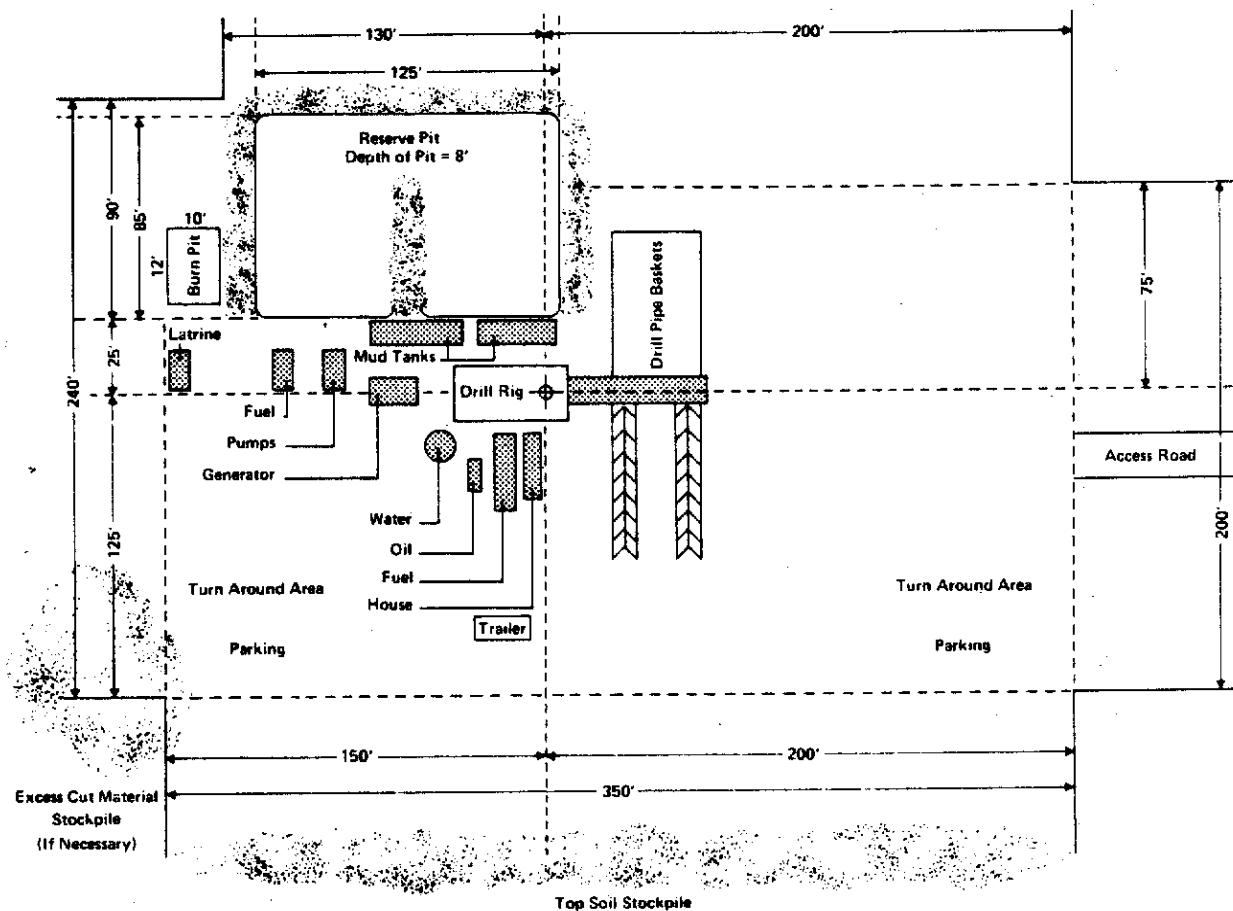 130'
200'
125'
Reserve Pit
Depth of Pit = 8'
90'
85'
10'
12'
Burn Pit
Drill Pipe Baskets
75'
Latrine
25'
Mud Tanks
240'
Drill Rig
Fuel
Pumps
Generator
Access Road
Water
125'
200'
Oil
Fuel
House
Turn Around Area
Turn Around Area
Trailer
Parking
Parking
150'
200'
350'
Excess Cut Material
Stockpile
(If Necessary)
Top Soil Stockpile